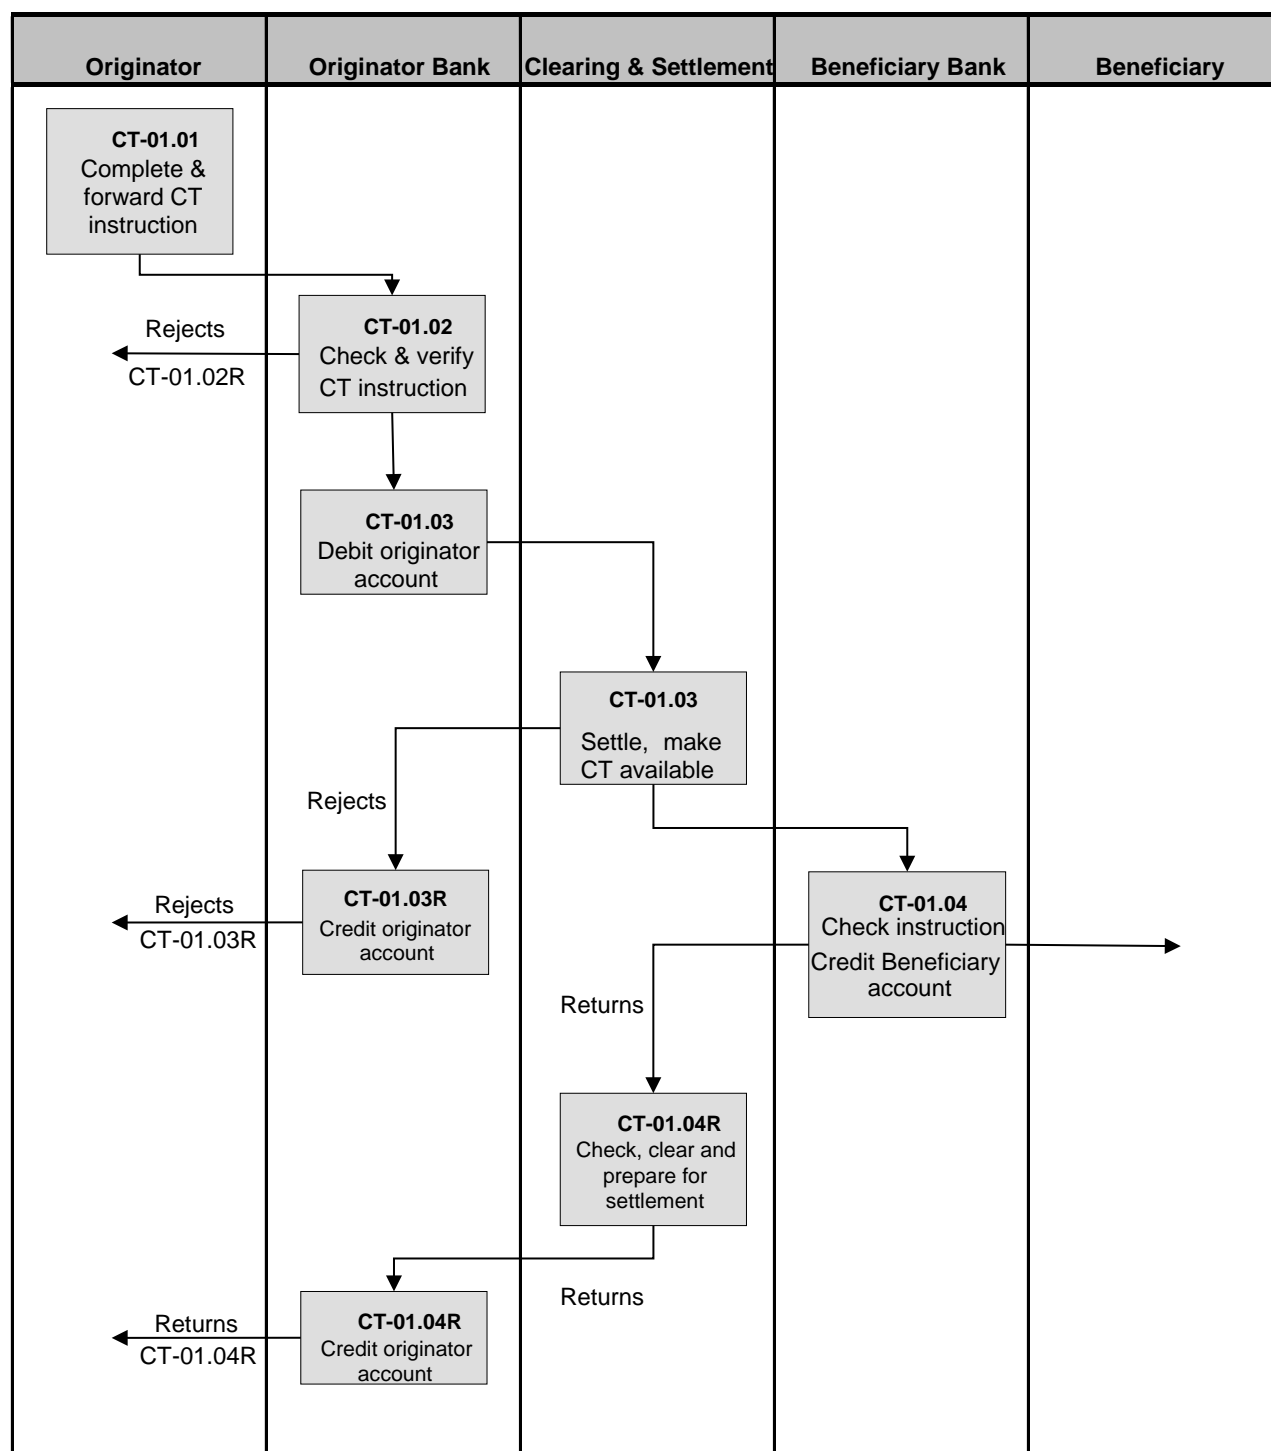 Originator
Originator Bank
Clearing & Settlement
Beneficiary Bank
Beneficiary
CT-01.01
Complete &
forward CT
instruction
Rejects
CT-01.02R
CT-01.02
Check & verify
CT instruction
CT-01.03
Debit originator
account
CT-01.03
Settle, make
CT available
Rejects
Rejects
CT-01.03R
CT-01.03R
Credit originator
account
CT-01.04
Check instruction
Credit Beneficiary
account
Returns
CT-01.04R
Check, clear and
prepare for
settlement
Returns
Returns
CT-01.04R
CT-01.04R
Credit originator
account